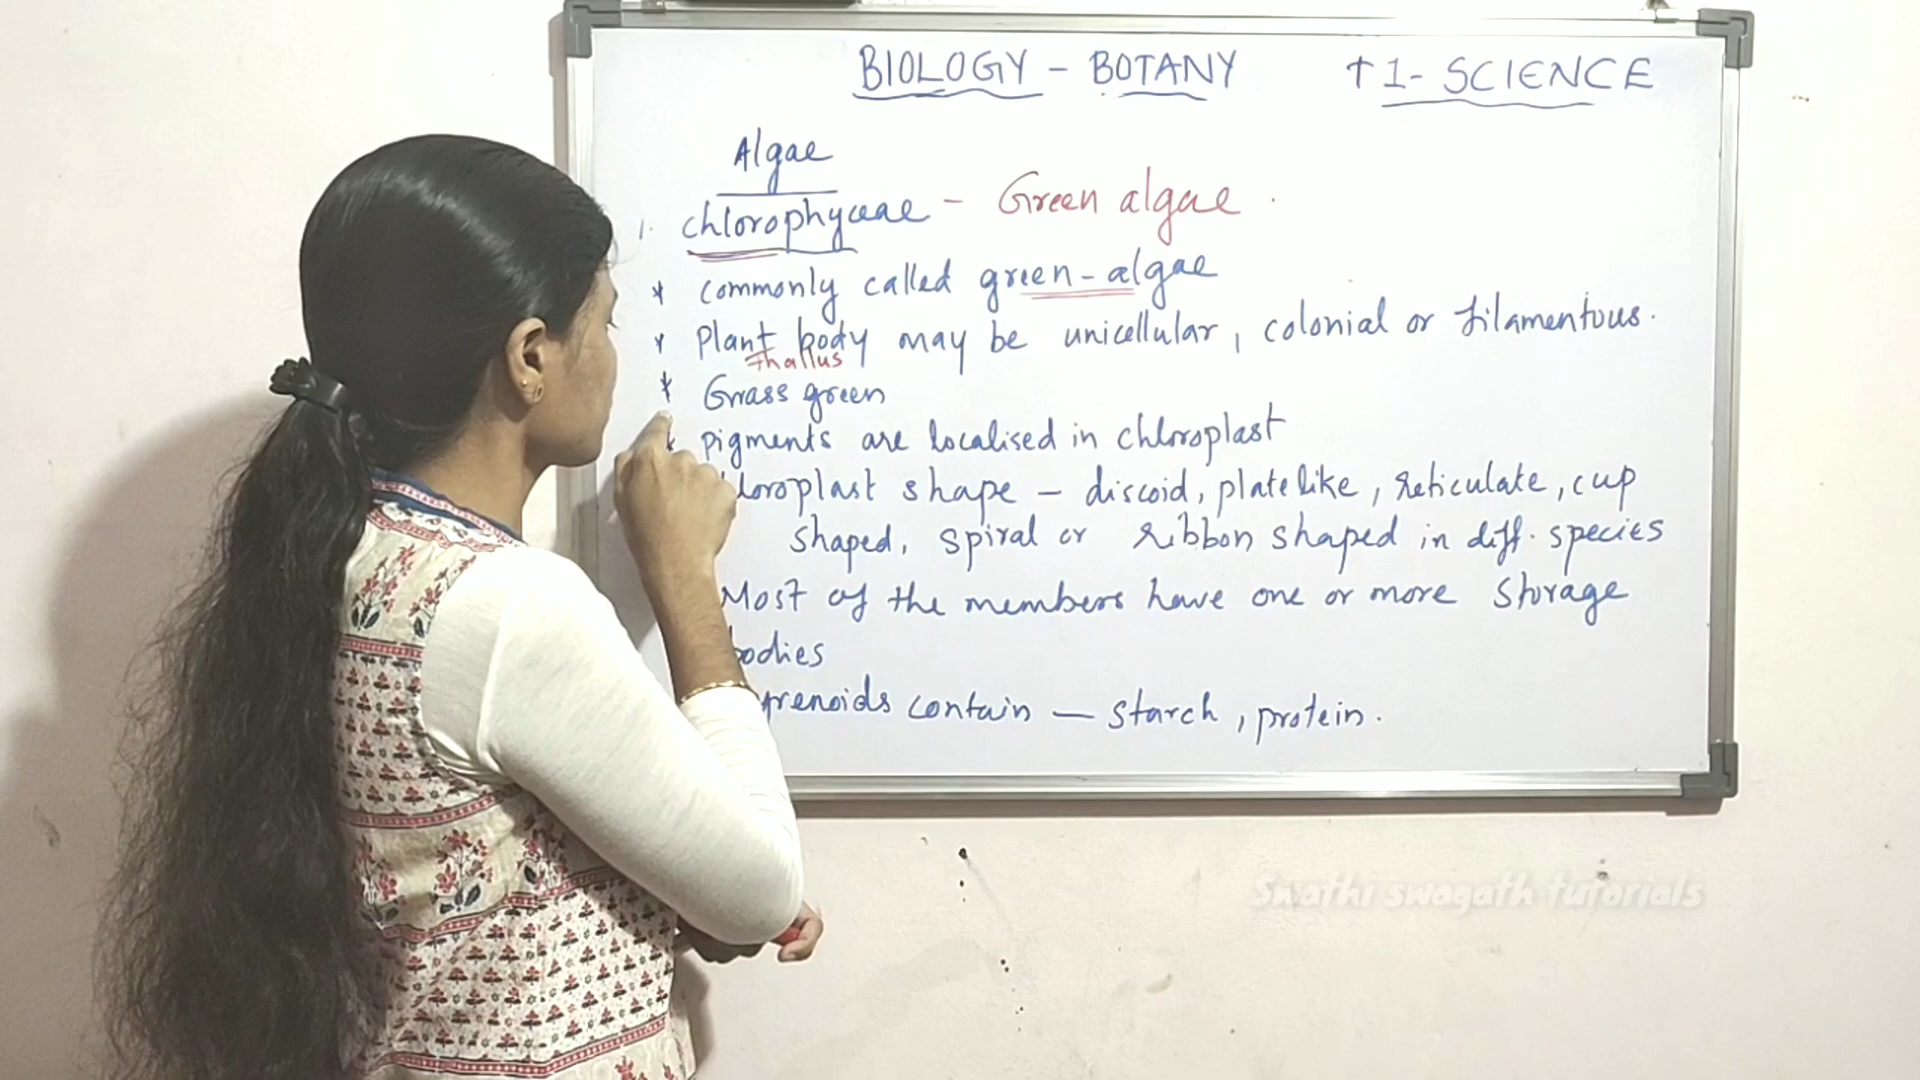 BIOLOGY - BOTANY
+1 - SCIENCE
Algae
1. chlorophyceae - Green algae.
* commonly called green-algae
* Plant body may be unicellular, colonial or filamentous.
Thallus
* Grass green
* pigments are localised in chloroplast
loroplast shape - discoid, platelike, reticulate, cup
shaped, spiral or ribbon shaped in diff. species
Most of the members have one or more storage
bodies
yrenoids contain - starch, protein.
Swathi swagath tutorials